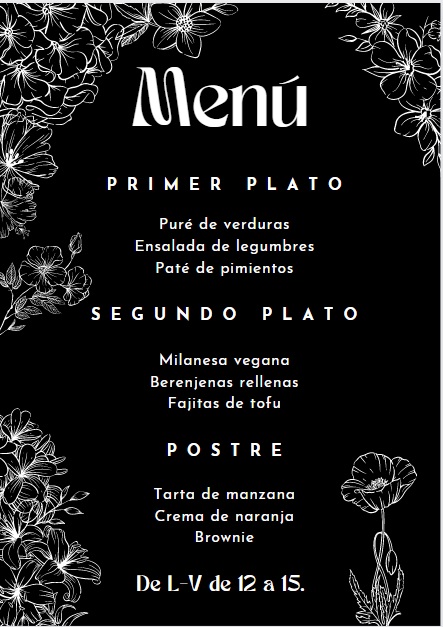 Menú
PRIMER PLATO
Puré de verduras
Ensalada de legumbres
Paté de pimientos
SEGUNDO PLATO
Milanesa vegana
Berenjenas rellenas
Fajitas de tofu
POSTRE
Tarta de manzana
Crema de naranja
Brownie
De L-V de 12 a 15.